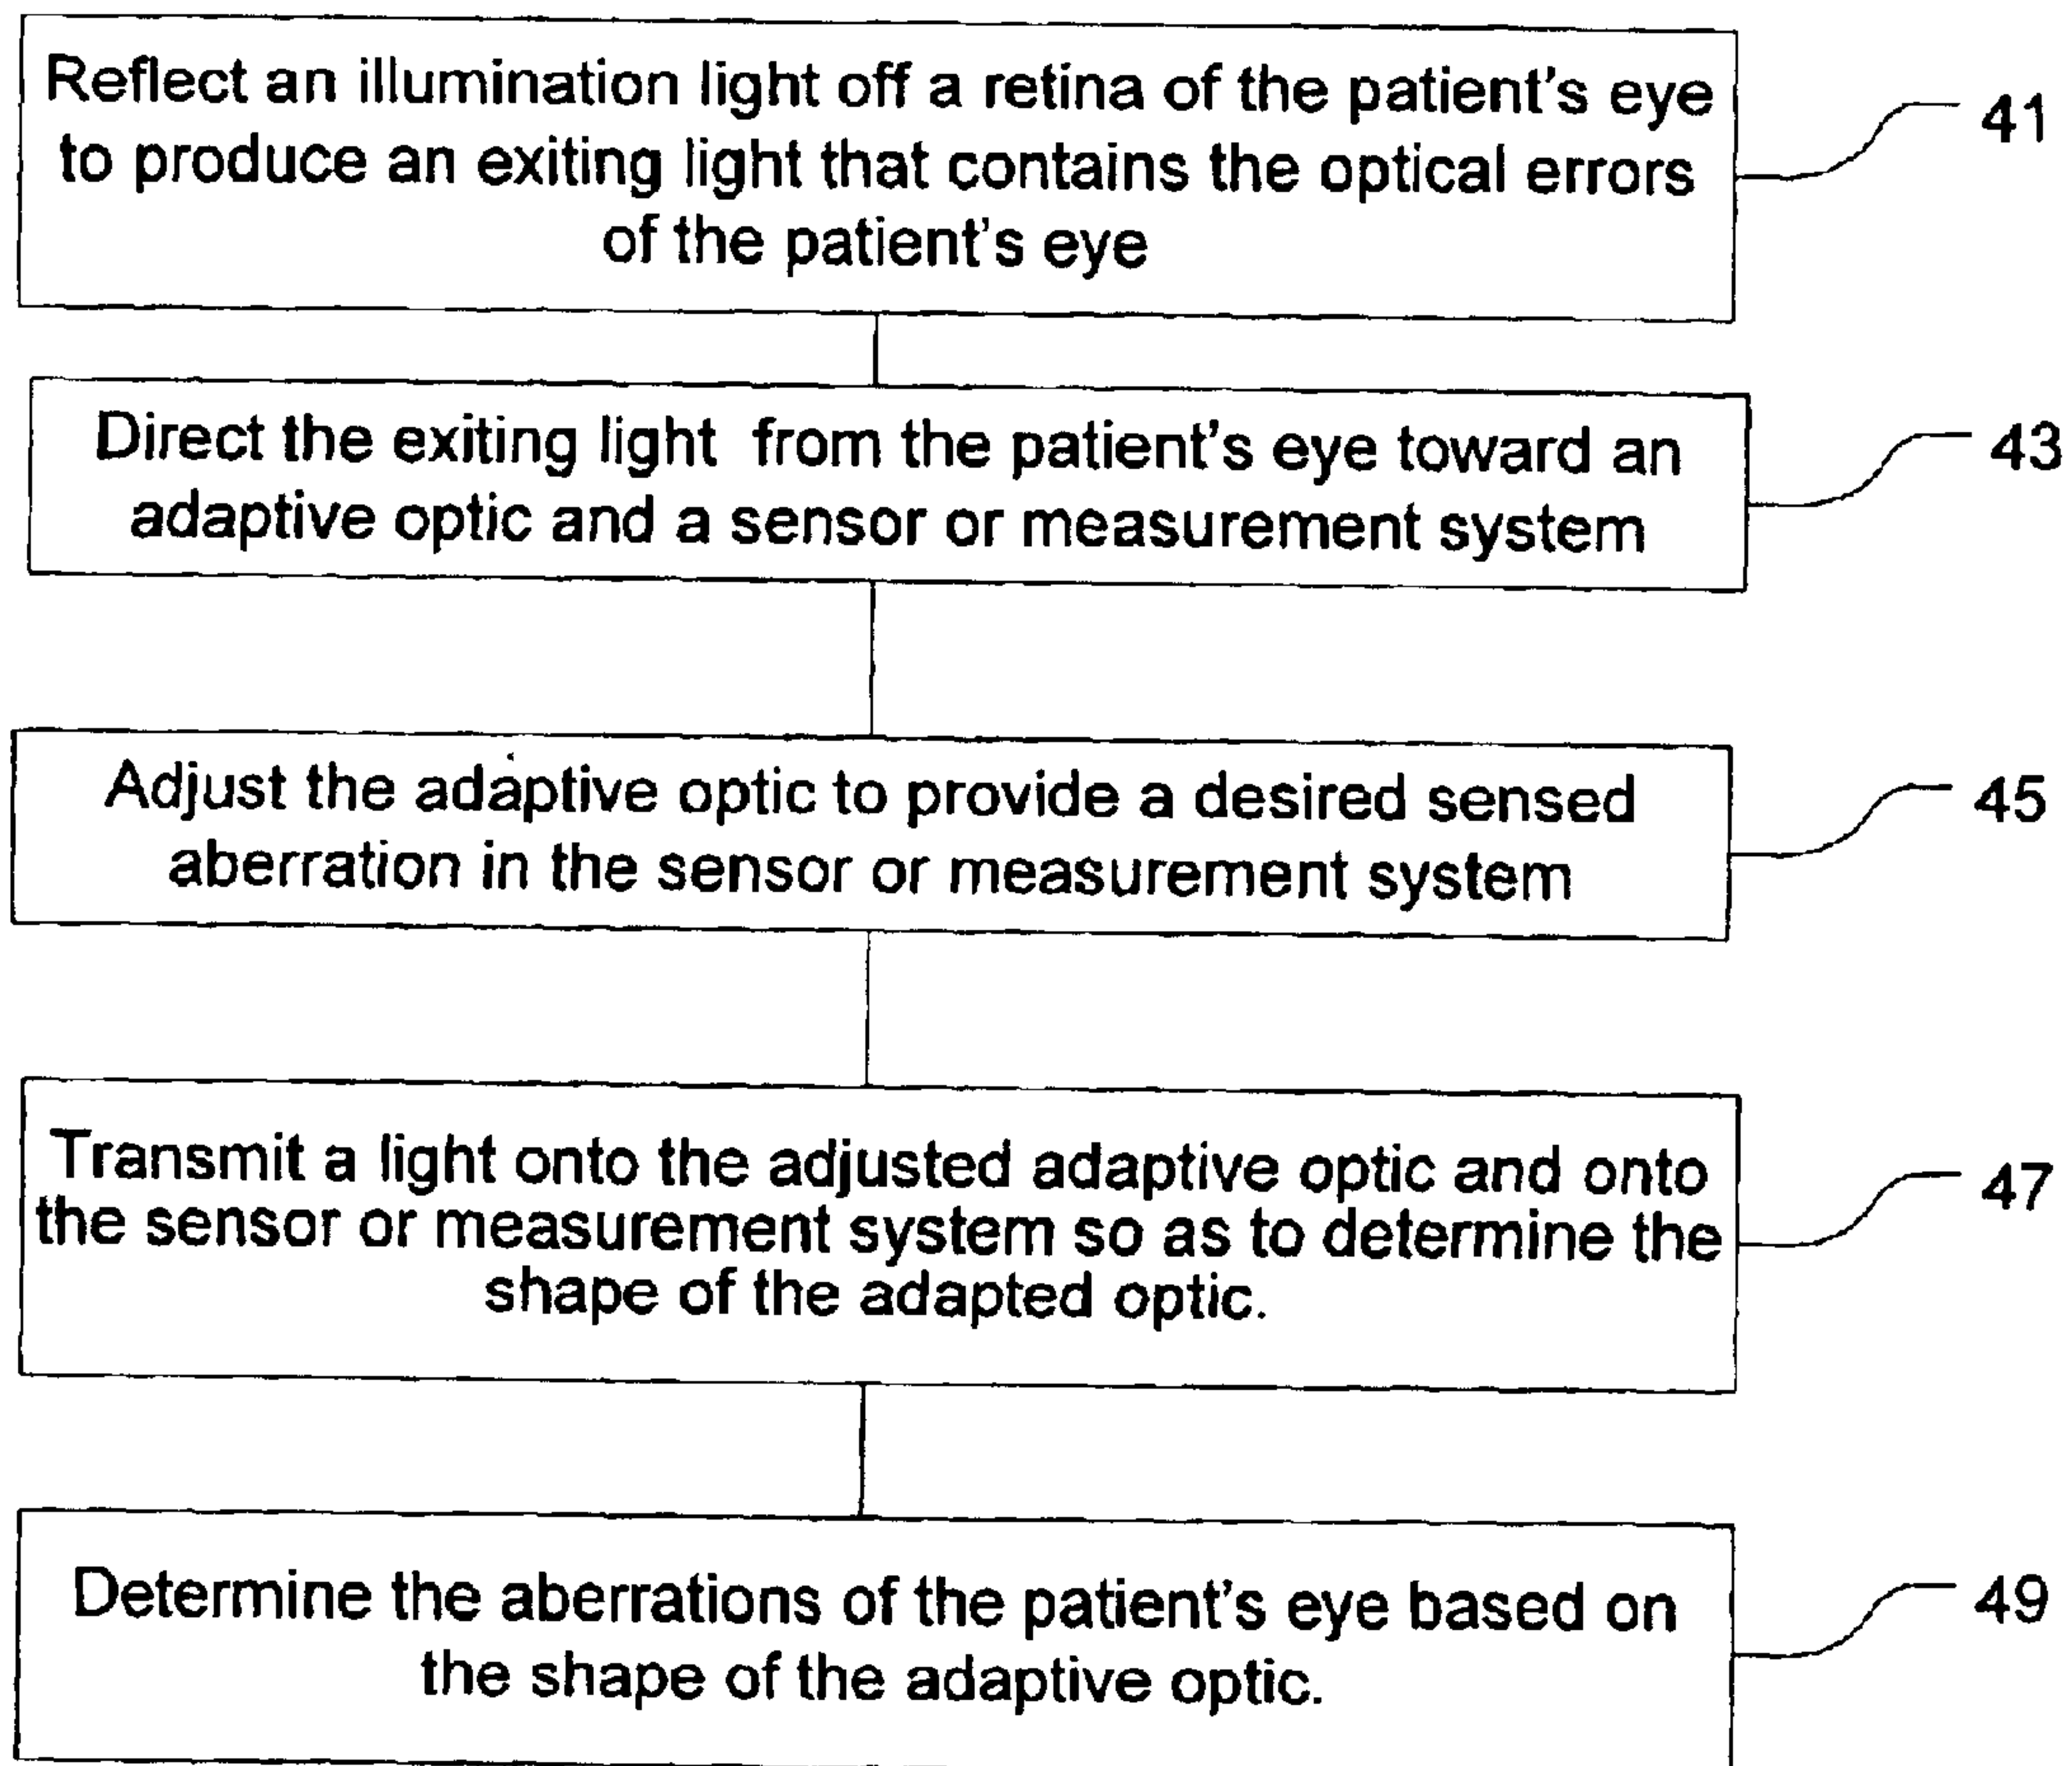 Reflect an illumination light off a retina of the patient's eye
to produce an exiting light that contains the optical errors
of the patient's eye
41
Direct the exiting light from the patient's eye toward an
adaptive optic and a sensor or measurement system
43
Adjust the adaptive optic to provide a desired sensed
aberration in the sensor or measurement system
45
Transmit a light onto the adjusted adaptive optic and onto
the sensor or measurement system so as to determine the
shape of the adapted optic.
47
Determine the aberrations of the patient's eye based on
the shape of the adaptive optic.
49